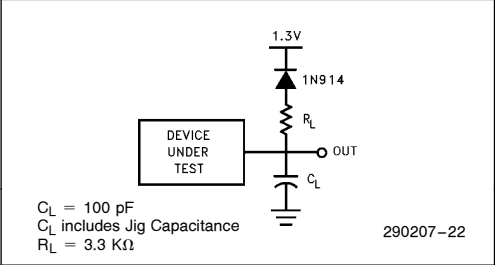 1.3V
1N914
R_L
DEVICE
UNDER
TEST
OUT
C_L
C_L = 100 pF
C_L includes Jig Capacitance
R_L = 3.3 KΩ
290207–22